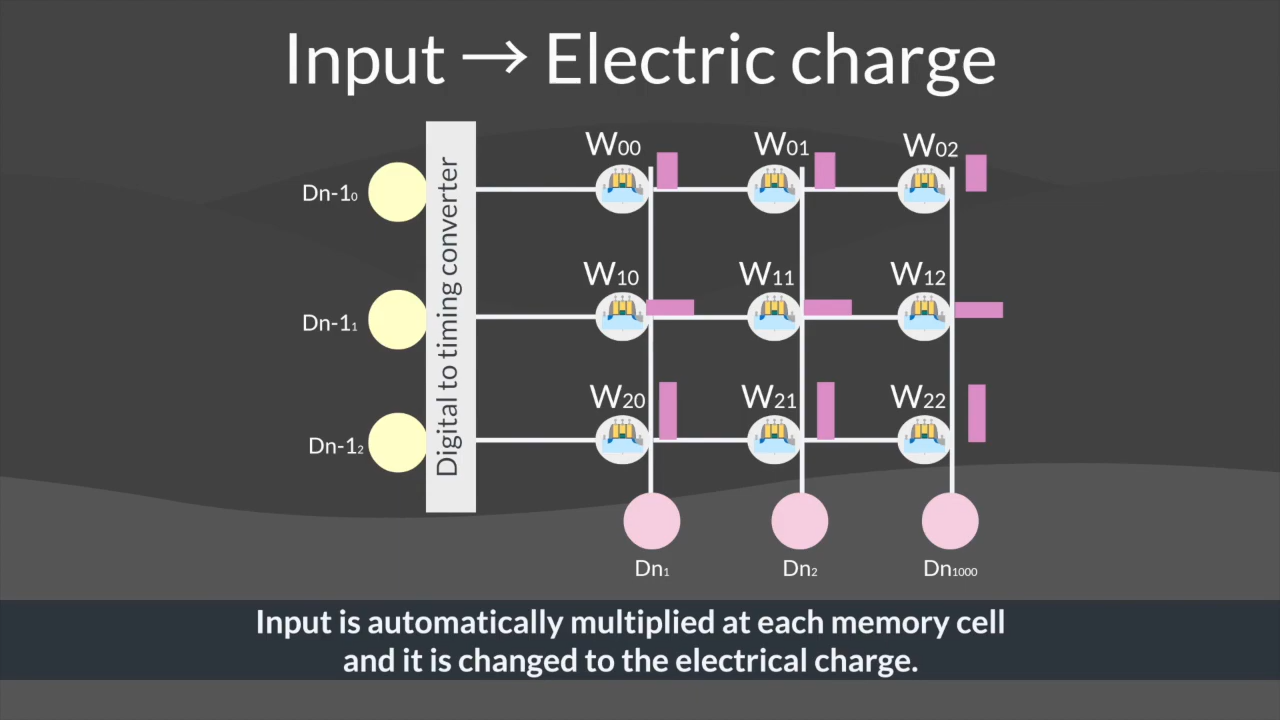 Input → Electric charge
Digital to timing converter
W00
W01
W02
Dn-10
W10
W11
W12
Dn-11
W20
W21
W22
Dn-12
Dn1
Dn2
Dn1000
Input is automatically multiplied at each memory cell
and it is changed to the electrical charge.